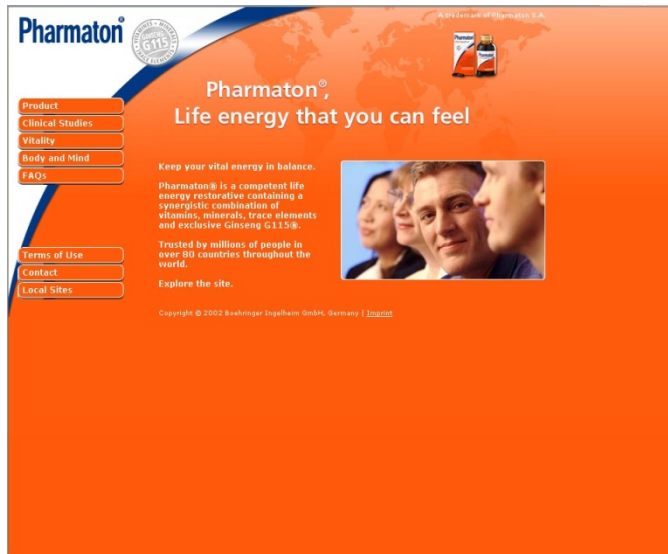 A trademark of Pharmaton S.A.
Pharmaton®
GINSENG
G115
Pharmaton®,
Life energy that you can feel
Product
Clinical Studies
Vitality
Body and Mind
FAQs
Keep your vital energy in balance.
Pharmaton® is a competent life
energy restorative containing a
synergistic combination of
vitamins, minerals, trace elements
and exclusive Ginseng G115®.
Trusted by millions of people in
over 80 countries throughout the
world.
Explore the site.
Terms of Use
Contact
Local Sites
Copyright © 2002 Boehringer Ingelheim GmbH, Germany | Imprint